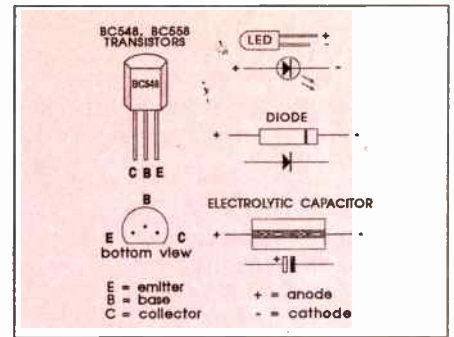 BC548, BC558
TRANSISTORS
BC548
C B E
B
E C
bottom view
E = emitter
B = base
C = collector
LED
+
-
+ -
DIODE
+ -
ELECTROLYTIC CAPACITOR
+ -
+
+ = anode
- = cathode